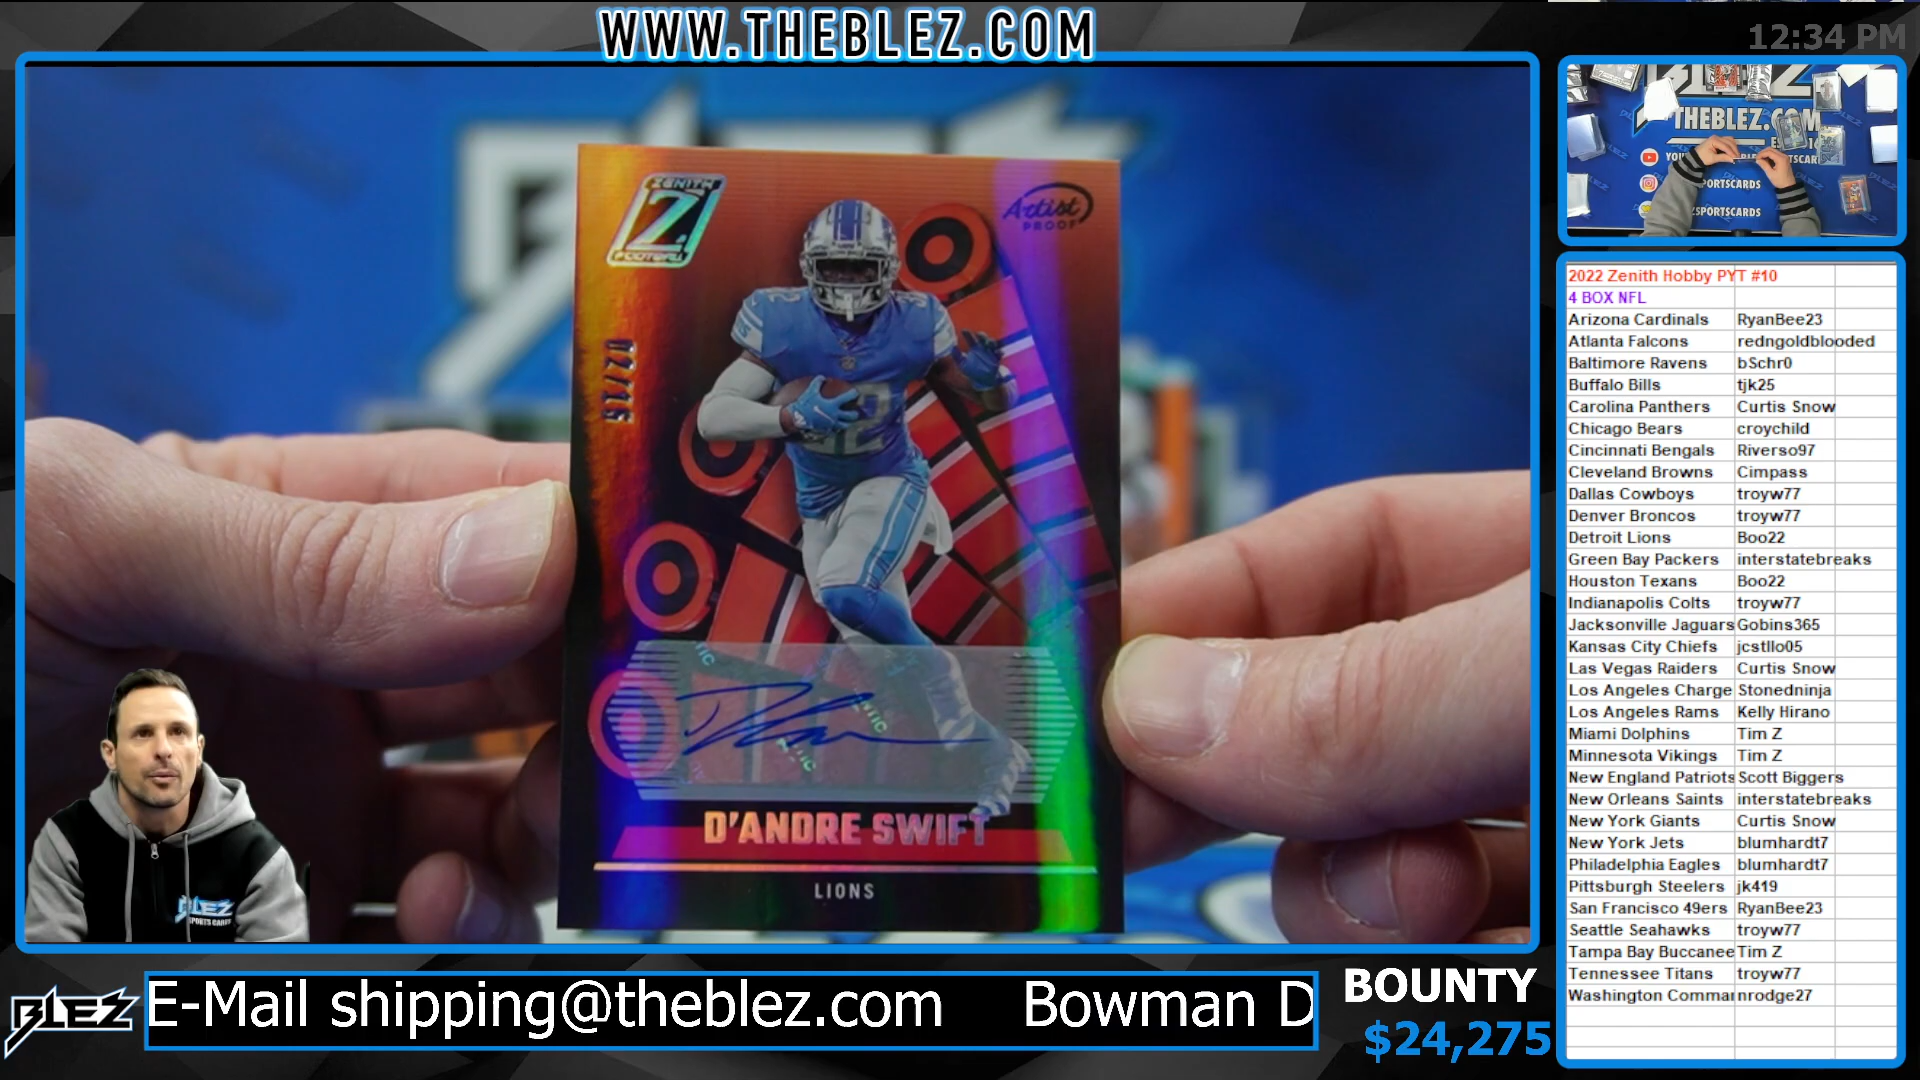 WWW.THEBLEZ.COM
12:34 PM
ZENITH
Z
FOOTBALL
Artist
PROOF
02/16
D'ANDRE SWIFT
LIONS
THEBLEZ.COM
2022 Zenith Hobby PYT #10
4 BOX NFL
Arizona Cardinals RyanBee23
Atlanta Falcons redngoldblooded
Baltimore Ravens bSchr0
Buffalo Bills tjk25
Carolina Panthers Curtis Snow
Chicago Bears croychild
Cincinnati Bengals Riverso97
Cleveland Browns Cimpass
Dallas Cowboys troyw77
Denver Broncos troyw77
Detroit Lions Boo22
Green Bay Packers interstatebreaks
Houston Texans Boo22
Indianapolis Colts troyw77
Jacksonville Jaguars Gobins365
Kansas City Chiefs jcstllo05
Las Vegas Raiders Curtis Snow
Los Angeles Charge Stonedninja
Los Angeles Rams Kelly Hirano
Miami Dolphins Tim Z
Minnesota Vikings Tim Z
New England Patriots Scott Biggers
New Orleans Saints interstatebreaks
New York Giants Curtis Snow
New York Jets blumhardt7
Philadelphia Eagles blumhardt7
Pittsburgh Steelers jk419
San Francisco 49ers RyanBee23
Seattle Seahawks troyw77
Tampa Bay Buccanee Tim Z
Tennessee Titans troyw77
Washington Comma nrodge27
BLEZ
SPORTS CARDS
BLEZ
E-Mail shipping@theblez.com Bowman D
BOUNTY
$24,275